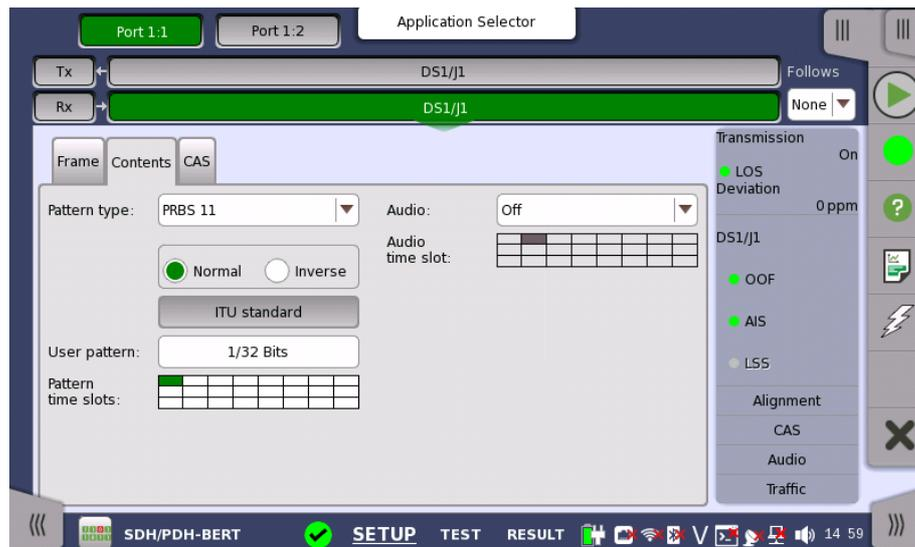 Port 1:1
Port 1:2
Application Selector
Tx
DS1/J1
Follows
Rx
DS1/J1
None
Frame
Contents
CAS
Pattern type:
PRBS 11
Audio:
Off
Audio
time slot:
Normal
Inverse
ITU standard
User pattern:
1/32 Bits
Pattern
time slots:
Transmission
On
LOS
Deviation
0 ppm
DS1/J1
OOF
AIS
LSS
Alignment
CAS
Audio
Traffic
SDH/PDH-BERT
SETUP
TEST
RESULT
V
14 59